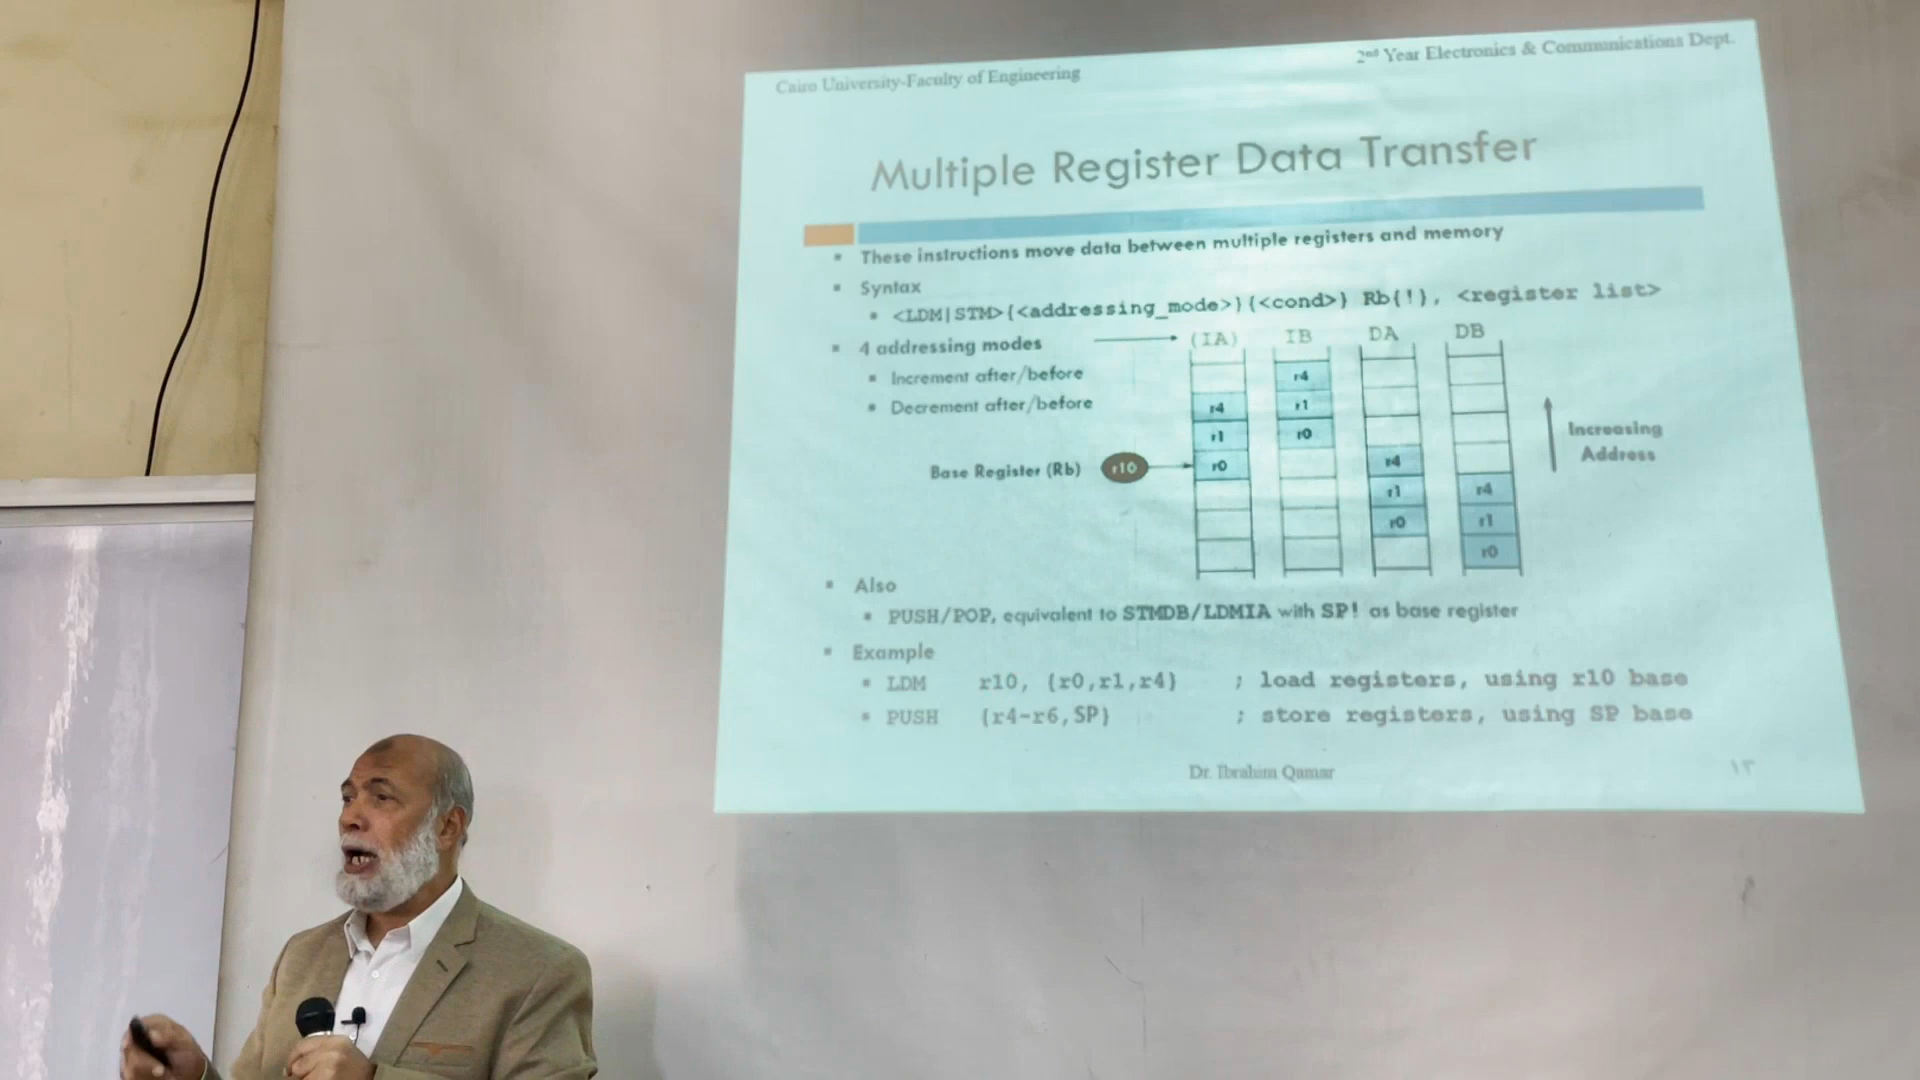 Cairo University-Faculty of Engineering
2nd Year Electronics & Communications Dept.
Multiple Register Data Transfer
▪ These instructions move data between multiple registers and memory
▪ Syntax
▪ <LDM|STM>{<addressing_mode>}{<cond>} Rb{!}, <register list>
▪ 4 addressing modes
(IA) IB DA DB
▪ Increment after/before
▪ Decrement after/before
r4
r1
r0
r4
r1
r0
r4
r1
r0
r4
r1
r0
Base Register (Rb) r10
Increasing
Address
▪ Also
▪ PUSH/POP, equivalent to STMDB/LDMIA with SP! as base register
▪ Example
▪ LDM r10, {r0,r1,r4} ; load registers, using r10 base
▪ PUSH {r4-r6,SP} ; store registers, using SP base
Dr. Ibrahim Qamar
١٣